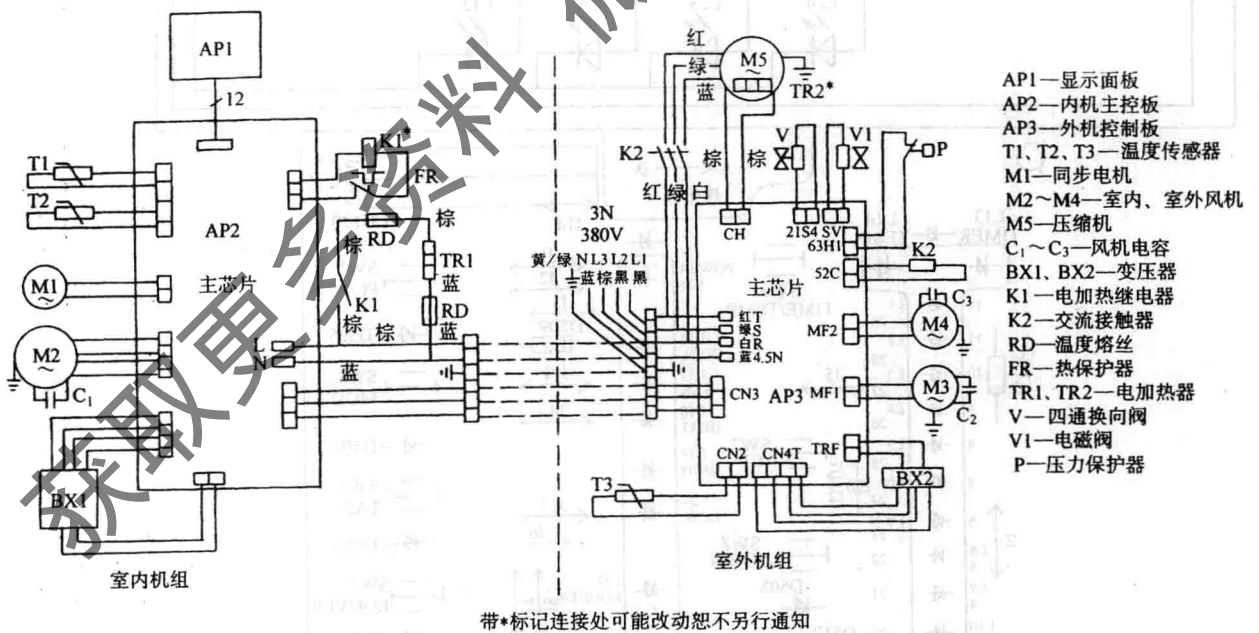 获取更多资料
AP1
12
T1
T2
AP2
主芯片
M1
~
M2
~
C₁
BX1
L
N
K1*
FR
RD
棕
棕
TR1
蓝
K1
RD
棕
棕
蓝
蓝
室内机组
3N
380V
黄/绿 N L3 L2 L1
蓝棕黑黑
红
绿
蓝
M5
~
TR2*
K2
棕
棕
V
V1
P
红绿白
CH
21S4
SV
63H1
52C
K2
红T
绿S
白R
蓝4.5N
主芯片
MF2
M4
~
C₃
CN3
AP3
MF1
M3
~
C₂
CN2
CN4T
TRF
BX2
T3
室外机组
AP1—显示面板
AP2—内机主控板
AP3—外机控制板
T1、T2、T3—温度传感器
M1—同步电机
M2~M4—室内、室外风机
M5—压缩机
C₁~C₃—风机电容
BX1、BX2—变压器
K1—电加热继电器
K2—交流接触器
RD—温度熔丝
FR—热保护器
TR1、TR2—电加热器
V—四通换向阀
V1—电磁阀
P—压力保护器
带*标记连接处可能改动恕不另行通知